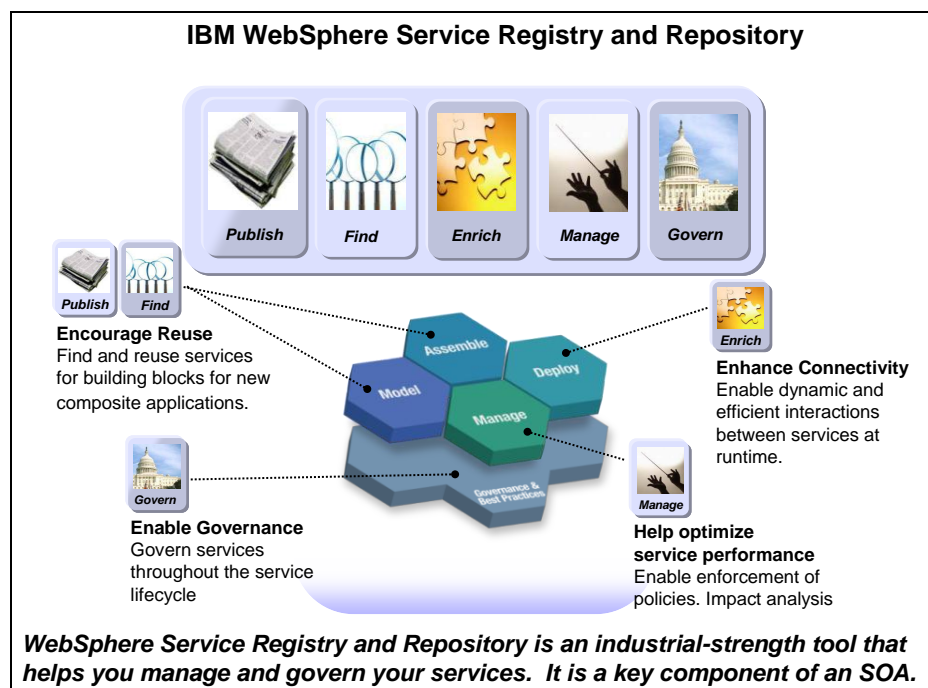 IBM WebSphere Service Registry and Repository
Publish
Find
Enrich
Manage
Govern
Publish
Find
Encourage Reuse
Find and reuse services
for building blocks for new
composite applications.
Assemble
Model
Deploy
Manage
Governance &
Best Practices
Enrich
Enhance Connectivity
Enable dynamic and
efficient interactions
between services at
runtime.
Govern
Enable Governance
Govern services
throughout the service
lifecycle
Manage
Help optimize
service performance
Enable enforcement of
policies. Impact analysis
WebSphere Service Registry and Repository is an industrial-strength tool that
helps you manage and govern your services.  It is a key component of an SOA.